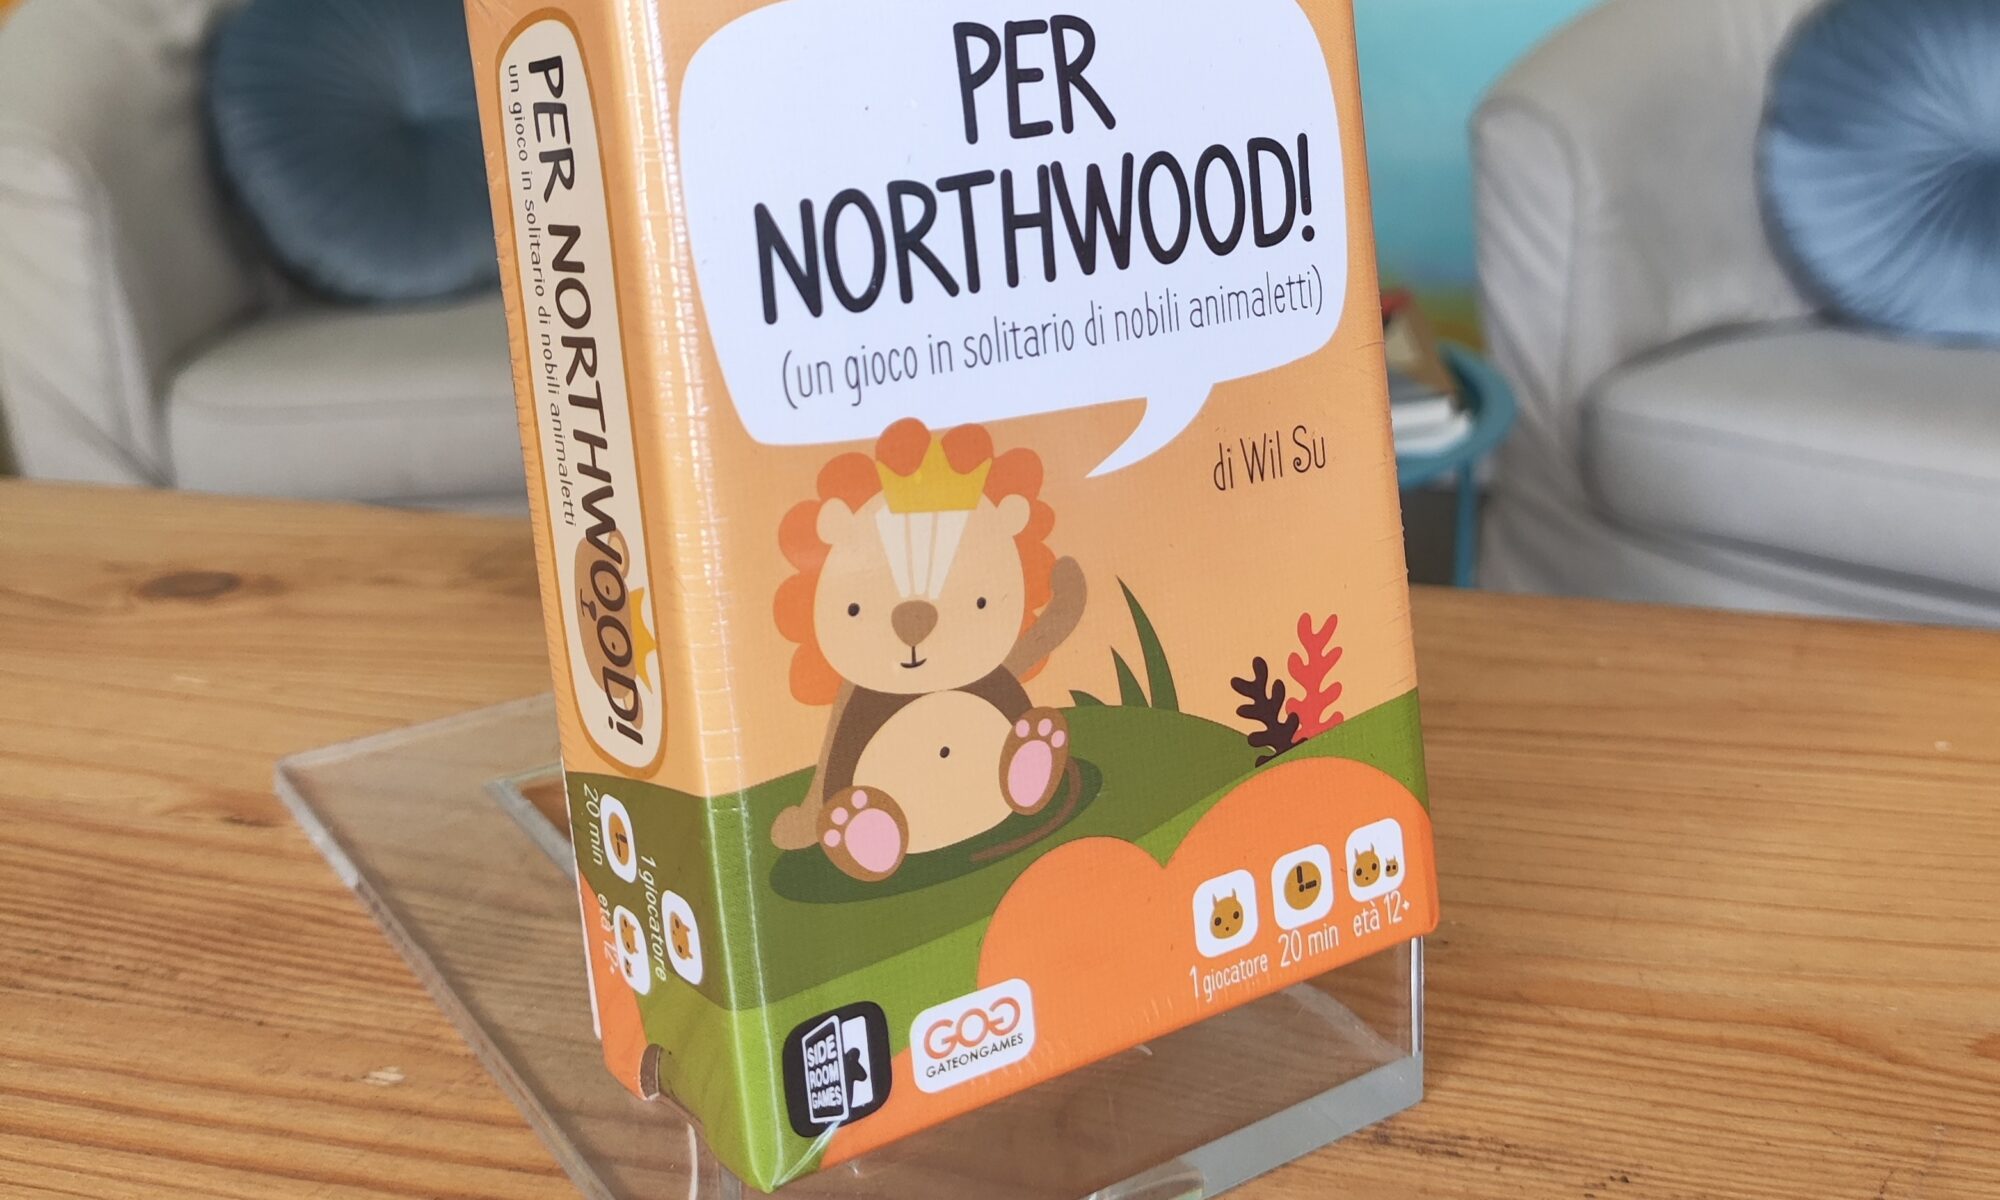 PER NORTHWOOD!
un gioco in solitario di nobili animaletti
20 min
1 giocatore
età 12+
PER
NORTHWOOD!
(un gioco in solitario di nobili animaletti)
di Wil Su
1 giocatore
20 min
età 12+
SIDE
ROOM
GAMES
GOG
GATEONGAMES